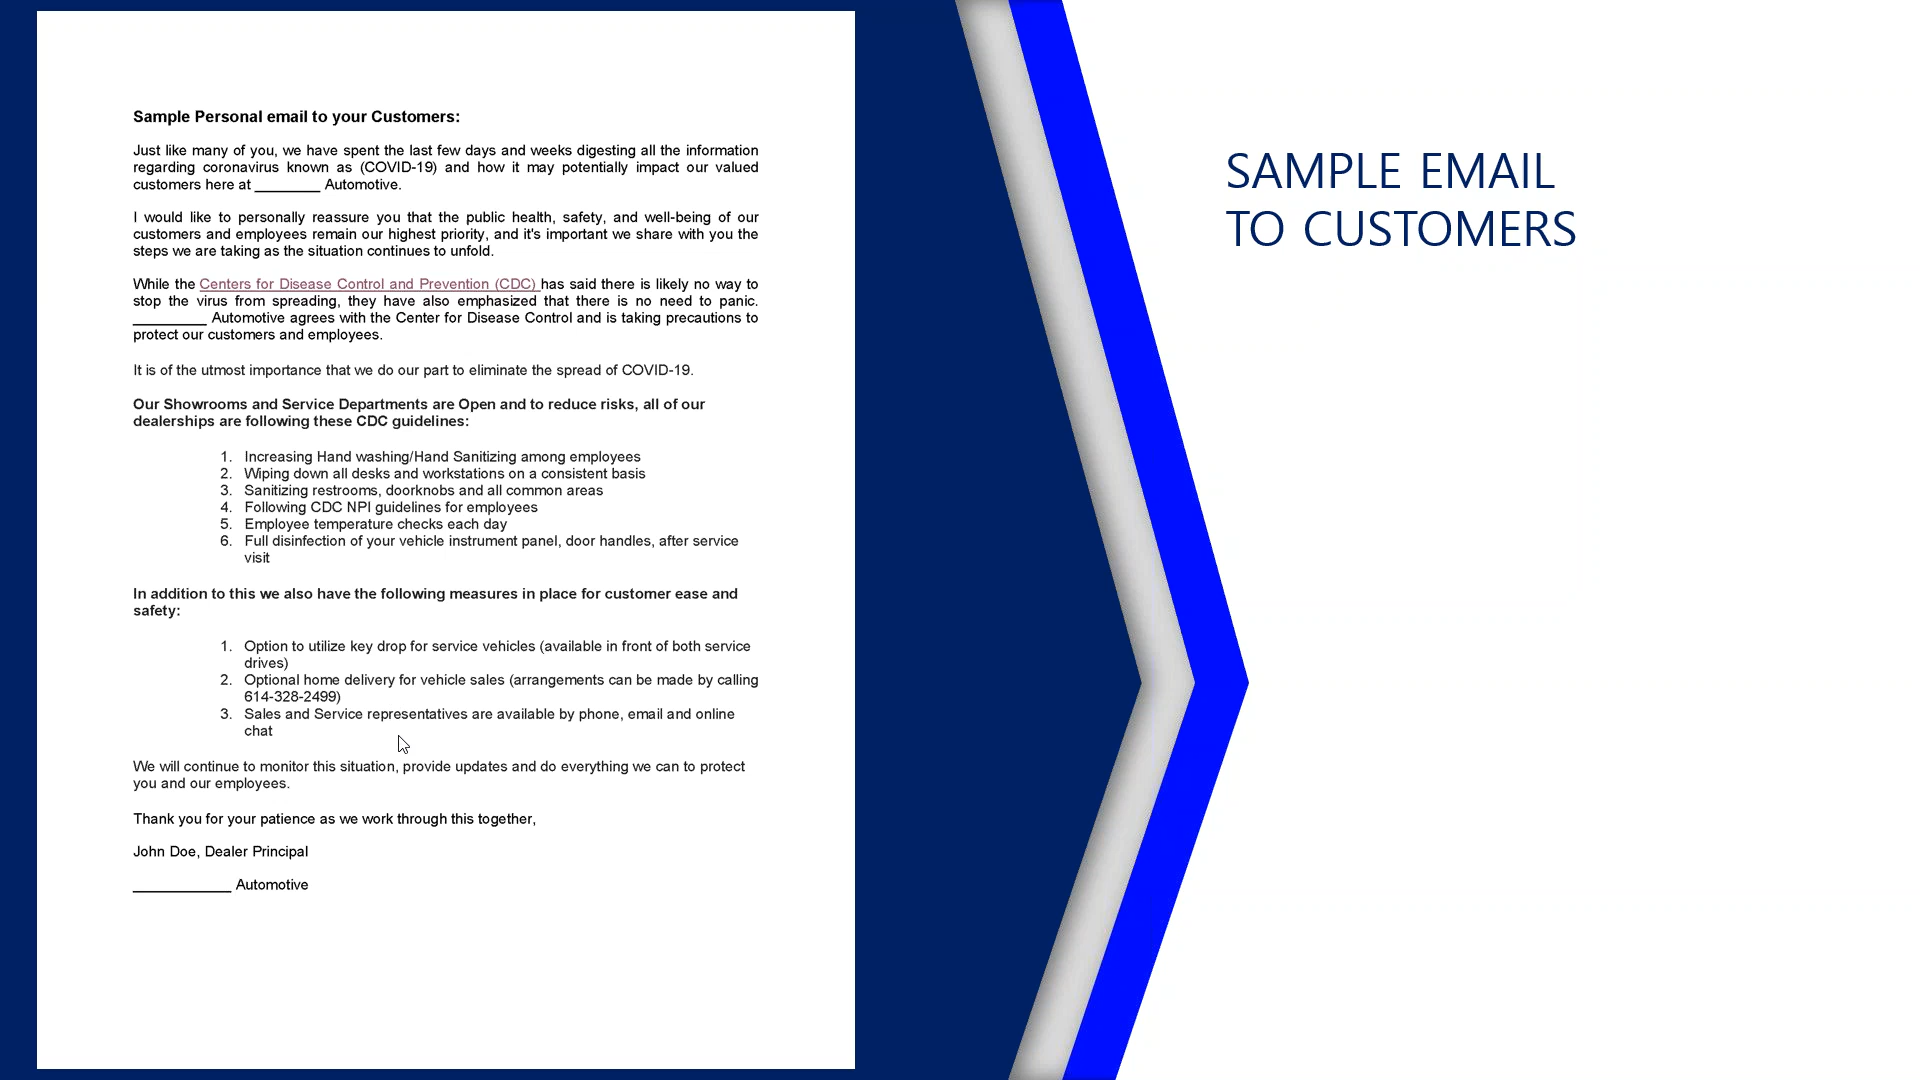 Sample Personal email to your Customers:
Just like many of you, we have spent the last few days and weeks digesting all the information
regarding coronavirus known as (COVID-19) and how it may potentially impact our valued
customers here at ________ Automotive.
I would like to personally reassure you that the public health, safety, and well-being of our
customers and employees remain our highest priority, and it's important we share with you the
steps we are taking as the situation continues to unfold.
While the Centers for Disease Control and Prevention (CDC) has said there is likely no way to
stop the virus from spreading, they have also emphasized that there is no need to panic.
_________ Automotive agrees with the Center for Disease Control and is taking precautions to
protect our customers and employees.
It is of the utmost importance that we do our part to eliminate the spread of COVID-19.
Our Showrooms and Service Departments are Open and to reduce risks, all of our
dealerships are following these CDC guidelines:
1. Increasing Hand washing/Hand Sanitizing among employees
2. Wiping down all desks and workstations on a consistent basis
3. Sanitizing restrooms, doorknobs and all common areas
4. Following CDC NPI guidelines for employees
5. Employee temperature checks each day
6. Full disinfection of your vehicle instrument panel, door handles, after service
visit
In addition to this we also have the following measures in place for customer ease and
safety:
1. Option to utilize key drop for service vehicles (available in front of both service
drives)
2. Optional home delivery for vehicle sales (arrangements can be made by calling
614-328-2499)
3. Sales and Service representatives are available by phone, email and online
chat
We will continue to monitor this situation, provide updates and do everything we can to protect
you and our employees.
Thank you for your patience as we work through this together,
John Doe, Dealer Principal
____________ Automotive
SAMPLE EMAIL
TO CUSTOMERS